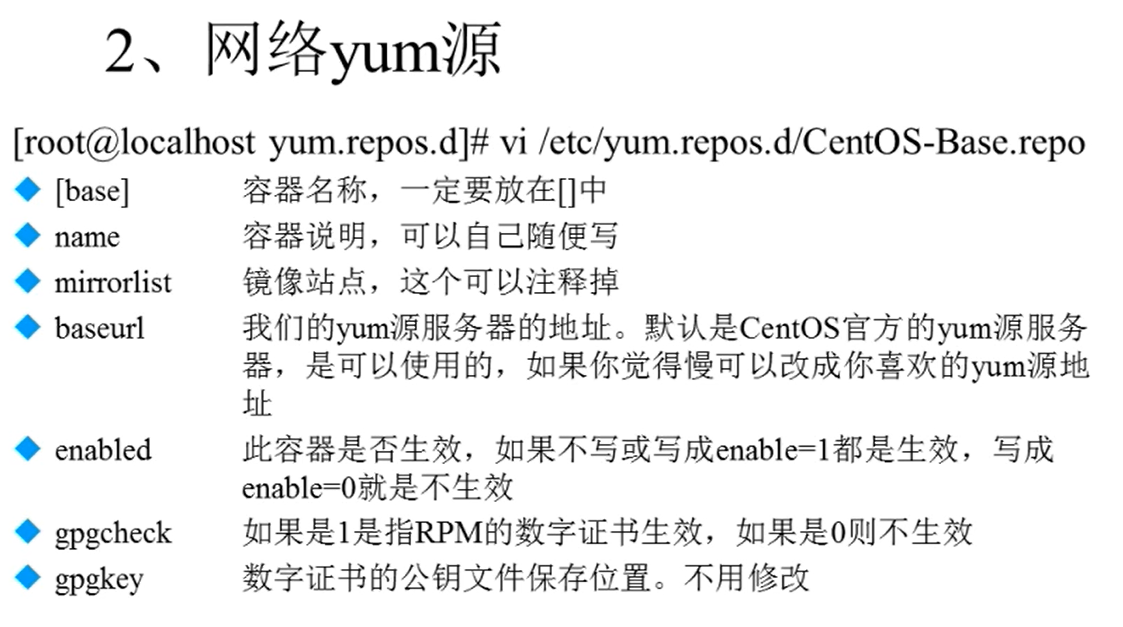 2、网络yum源
[root@localhost yum.repos.d]# vi /etc/yum.repos.d/CentOS-Base.repo
[base] 容器名称，一定要放在[]中
name 容器说明，可以自己随便写
mirrorlist 镜像站点，这个可以注释掉
baseurl 我们的yum源服务器的地址。默认是CentOS官方的yum源服务
器，是可以使用的，如果你觉得慢可以改成你喜欢的yum源地
址
enabled 此容器是否生效，如果不写或写成enable=1都是生效，写成
enable=0就是不生效
gpgcheck 如果是1是指RPM的数字证书生效，如果是0则不生效
gpgkey 数字证书的公钥文件保存位置。不用修改